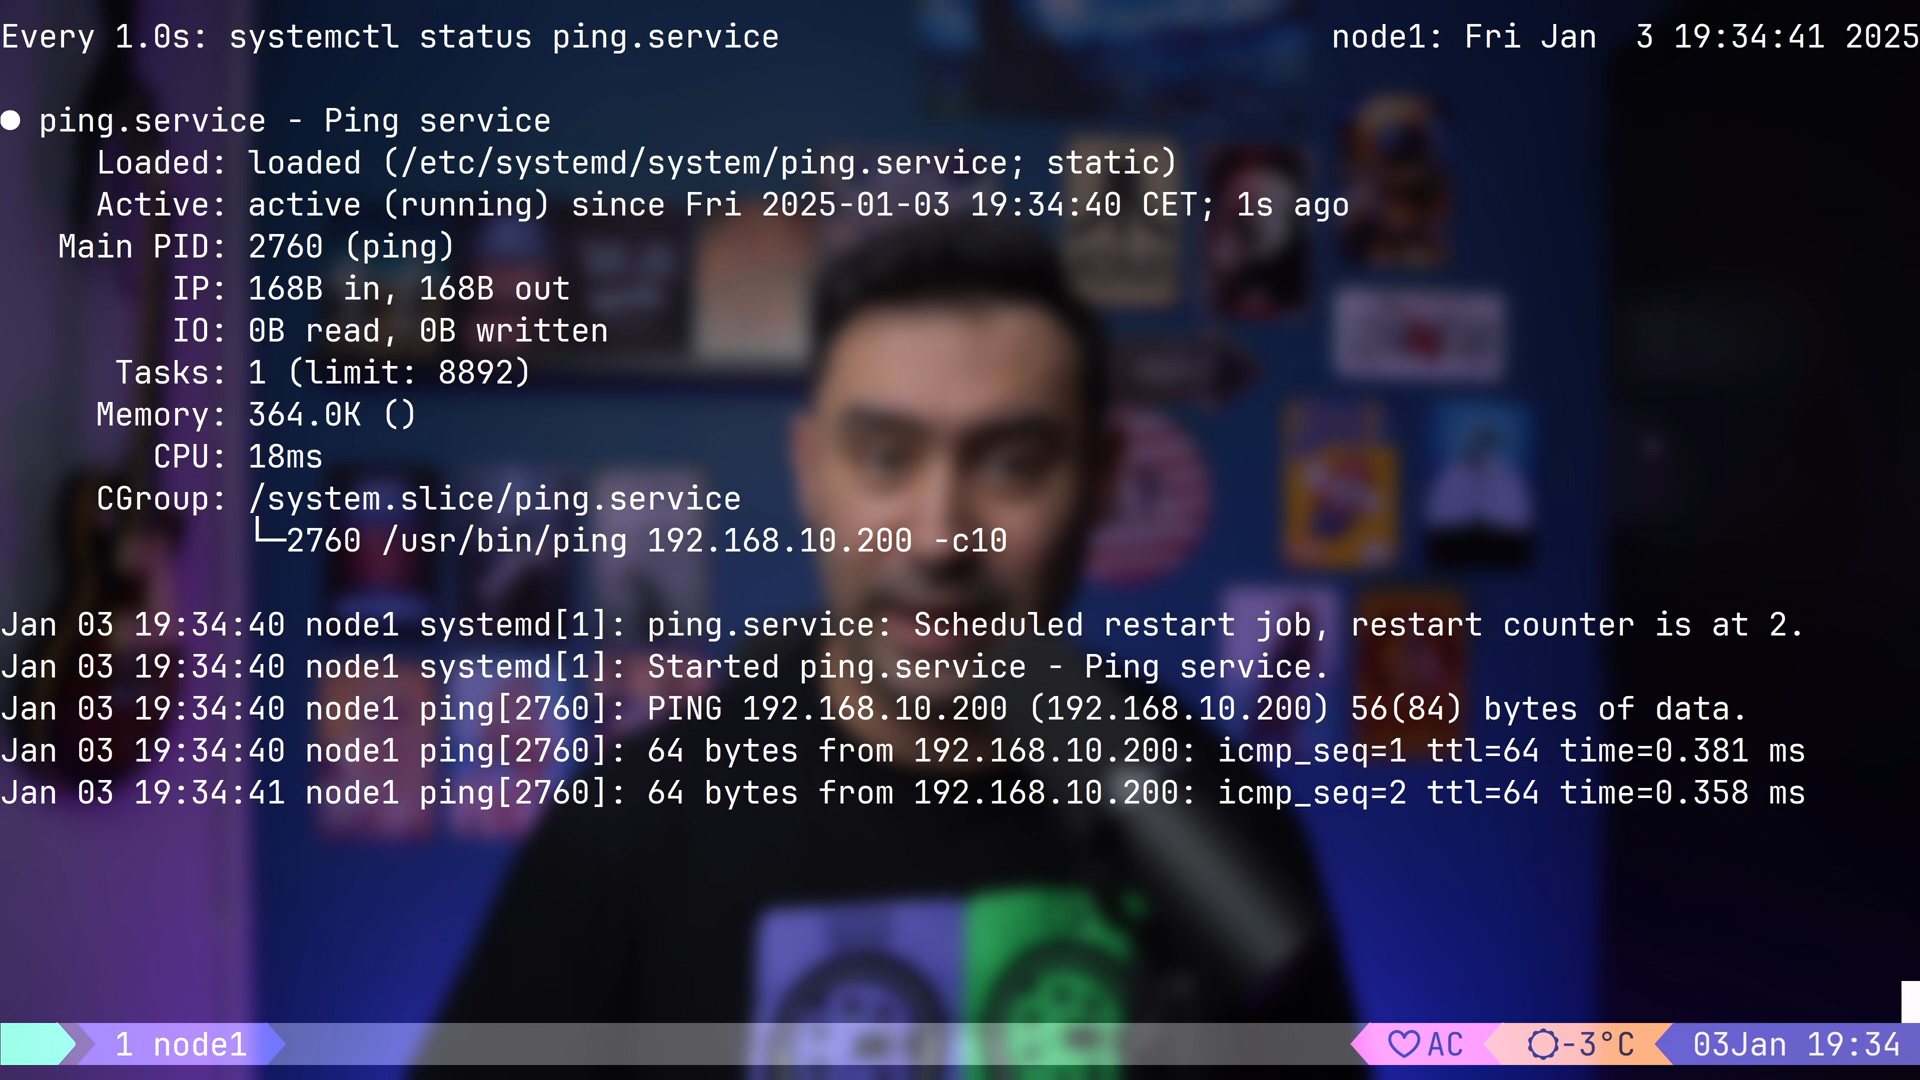 Every 1.0s: systemctl status ping.service node1: Fri Jan  3 19:34:41 2025
● ping.service - Ping service
Loaded: loaded (/etc/systemd/system/ping.service; static)
Active: active (running) since Fri 2025-01-03 19:34:40 CET; 1s ago
Main PID: 2760 (ping)
IP: 168B in, 168B out
IO: 0B read, 0B written
Tasks: 1 (limit: 8892)
Memory: 364.0K ()
CPU: 18ms
CGroup: /system.slice/ping.service
└─2760 /usr/bin/ping 192.168.10.200 -c10
Jan 03 19:34:40 node1 systemd[1]: ping.service: Scheduled restart job, restart counter is at 2.
Jan 03 19:34:40 node1 systemd[1]: Started ping.service - Ping service.
Jan 03 19:34:40 node1 ping[2760]: PING 192.168.10.200 (192.168.10.200) 56(84) bytes of data.
Jan 03 19:34:40 node1 ping[2760]: 64 bytes from 192.168.10.200: icmp_seq=1 ttl=64 time=0.381 ms
Jan 03 19:34:41 node1 ping[2760]: 64 bytes from 192.168.10.200: icmp_seq=2 ttl=64 time=0.358 ms
1 node1 AC -3°C 03Jan 19:34